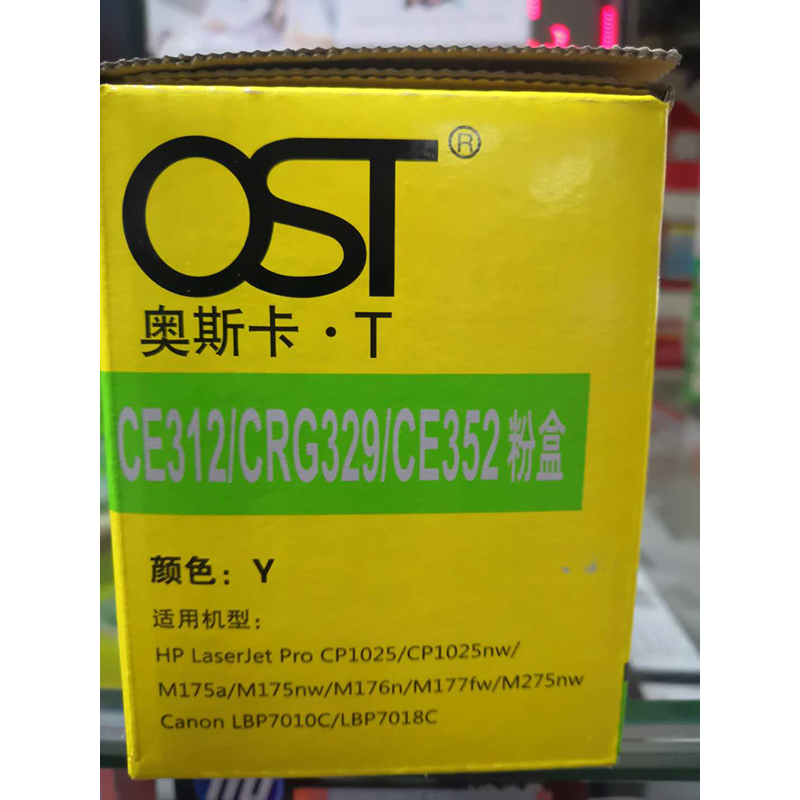 OST®
奥斯卡·T
CE312/CRG329/CE352 粉盒
颜色：Y
适用机型：
HP LaserJet Pro CP1025/CP1025nw/
M175a/M175nw/M176n/M177fw/M275nw
Canon LBP7010C/LBP7018C